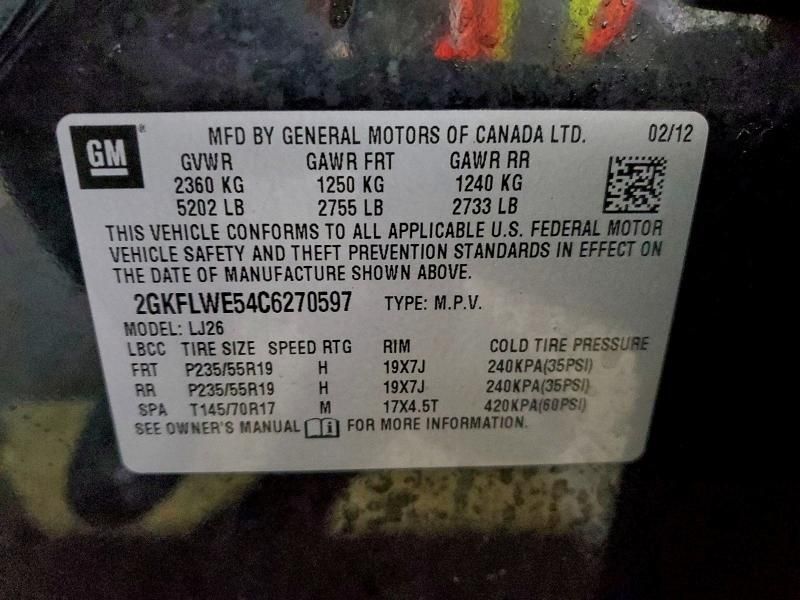 GM ® MFD BY GENERAL MOTORS OF CANADA LTD. 02/12
GVWR GAWR FRT GAWR RR
2360 KG 1250 KG 1240 KG
5202 LB 2755 LB 2733 LB
THIS VEHICLE CONFORMS TO ALL APPLICABLE U.S. FEDERAL MOTOR
VEHICLE SAFETY AND THEFT PREVENTION STANDARDS IN EFFECT ON
THE DATE OF MANUFACTURE SHOWN ABOVE.
2GKFLWE54C6270597 TYPE: M.P.V.
MODEL: LJ26
LBCC TIRE SIZE SPEED RTG RIM COLD TIRE PRESSURE
FRT P235/55R19 H 19X7J 240KPA(35PSI)
RR P235/55R19 H 19X7J 240KPA(35PSI)
SPA T145/70R17 M 17X4.5T 420KPA(60PSI)
SEE OWNER'S MANUAL i FOR MORE INFORMATION.